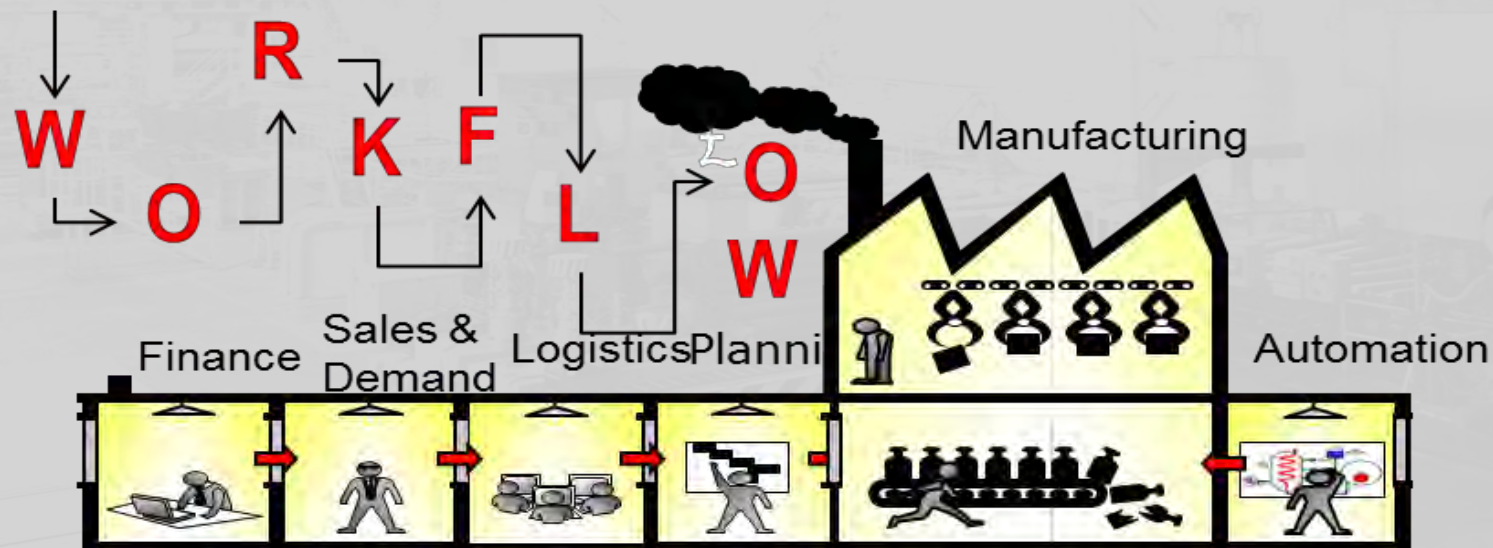 W
O
R
K
F
L
O
W
£
Manufacturing
Finance
Sales &
Demand
Logistics
Planni
Automation